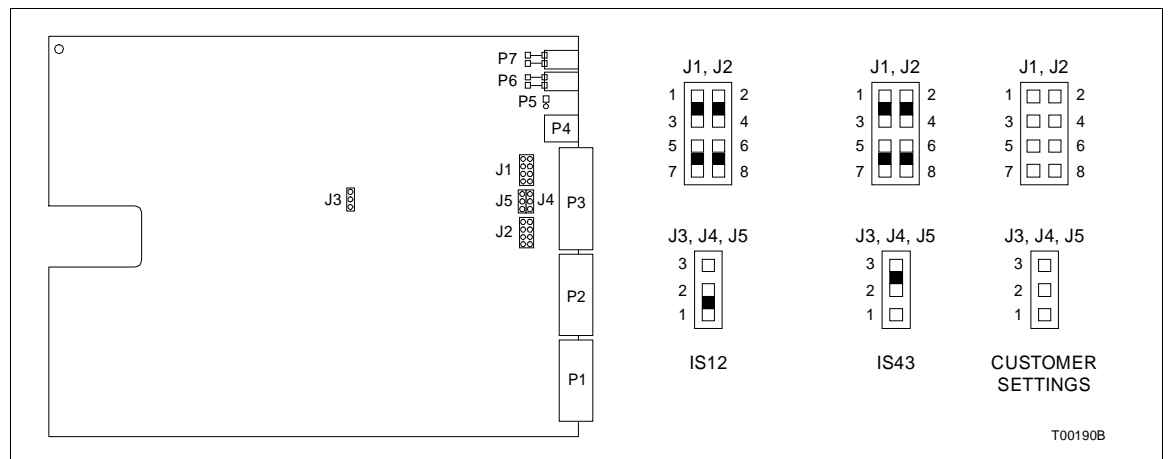 P7
P6
P5
P4
J1
J5 J4
J3
P3
J2
P2
P1
J1, J2
1 2
3 4
5 6
7 8
J3, J4, J5
3
2
1
IS12
J1, J2
1 2
3 4
5 6
7 8
J3, J4, J5
3
2
1
IS43
J1, J2
1 2
3 4
5 6
7 8
J3, J4, J5
3
2
1
CUSTOMER
SETTINGS
T00190B